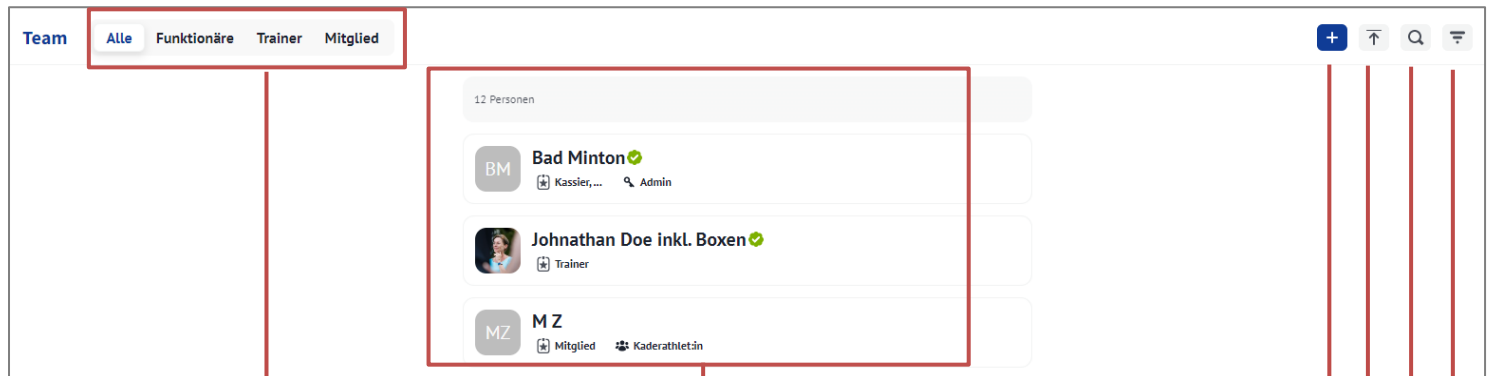 Team Alle Funktionäre Trainer Mitglied
12 Personen
BM Bad Minton
Kassier,... Admin
Johnathan Doe inkl. Boxen
Trainer
MZ M Z
Mitglied Kaderathlet:in